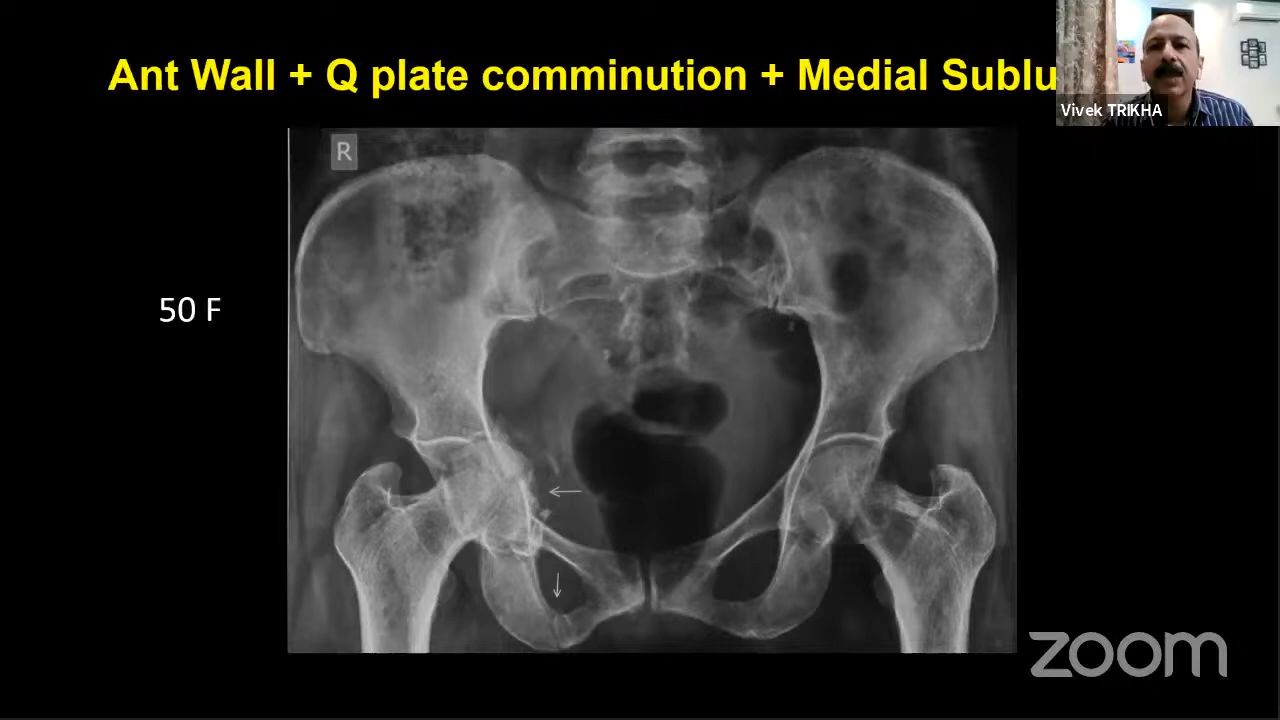 Ant Wall + Q plate comminution + Medial Sublu
Vivek TRIKHA
R
50 F
zoom